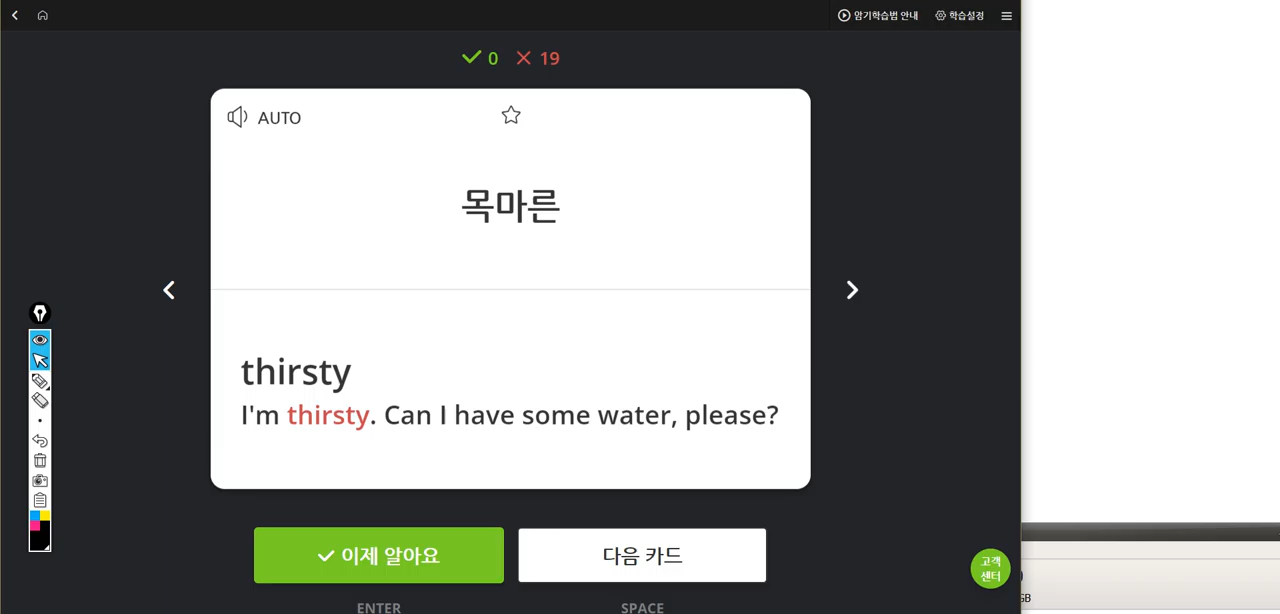 암기학습법 안내 학습설정
0 19
AUTO
목마른
thirsty
I'm thirsty. Can I have some water, please?
이제 알아요 다음 카드
ENTER SPACE
고객
센터
GB